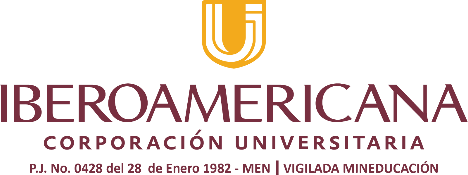 IBEROAMERICANA
CORPORACIÓN UNIVERSITARIA
P.J. No. 0428 del 28 de Enero 1982 - MEN | VIGILADA MINEDUCACIÓN